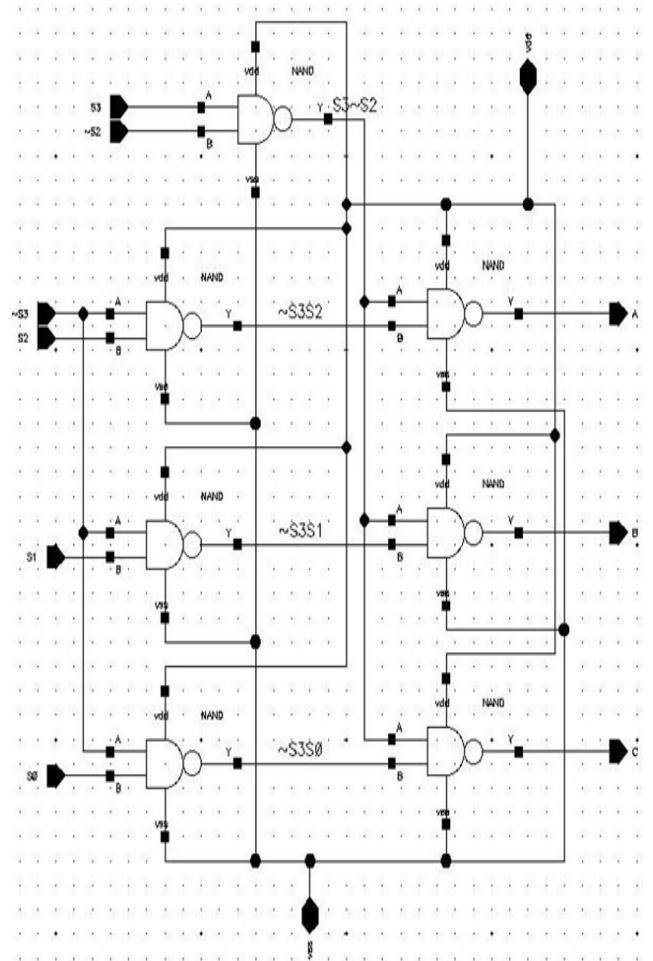 vdd
vdd NAND
S3 A
Y S3~S2
~S2 B
vss
vdd NAND
vdd NAND
~S3 A
Y ~S3S2
S2 B
A
Y A
B
vss
vss
vdd NAND
vdd NAND
A
Y ~S3S1
S1 B
A
Y B
B
vss
vss
vdd NAND
vdd NAND
A
Y ~S3S0
S0 B
A
Y C
B
vss
vss
vss